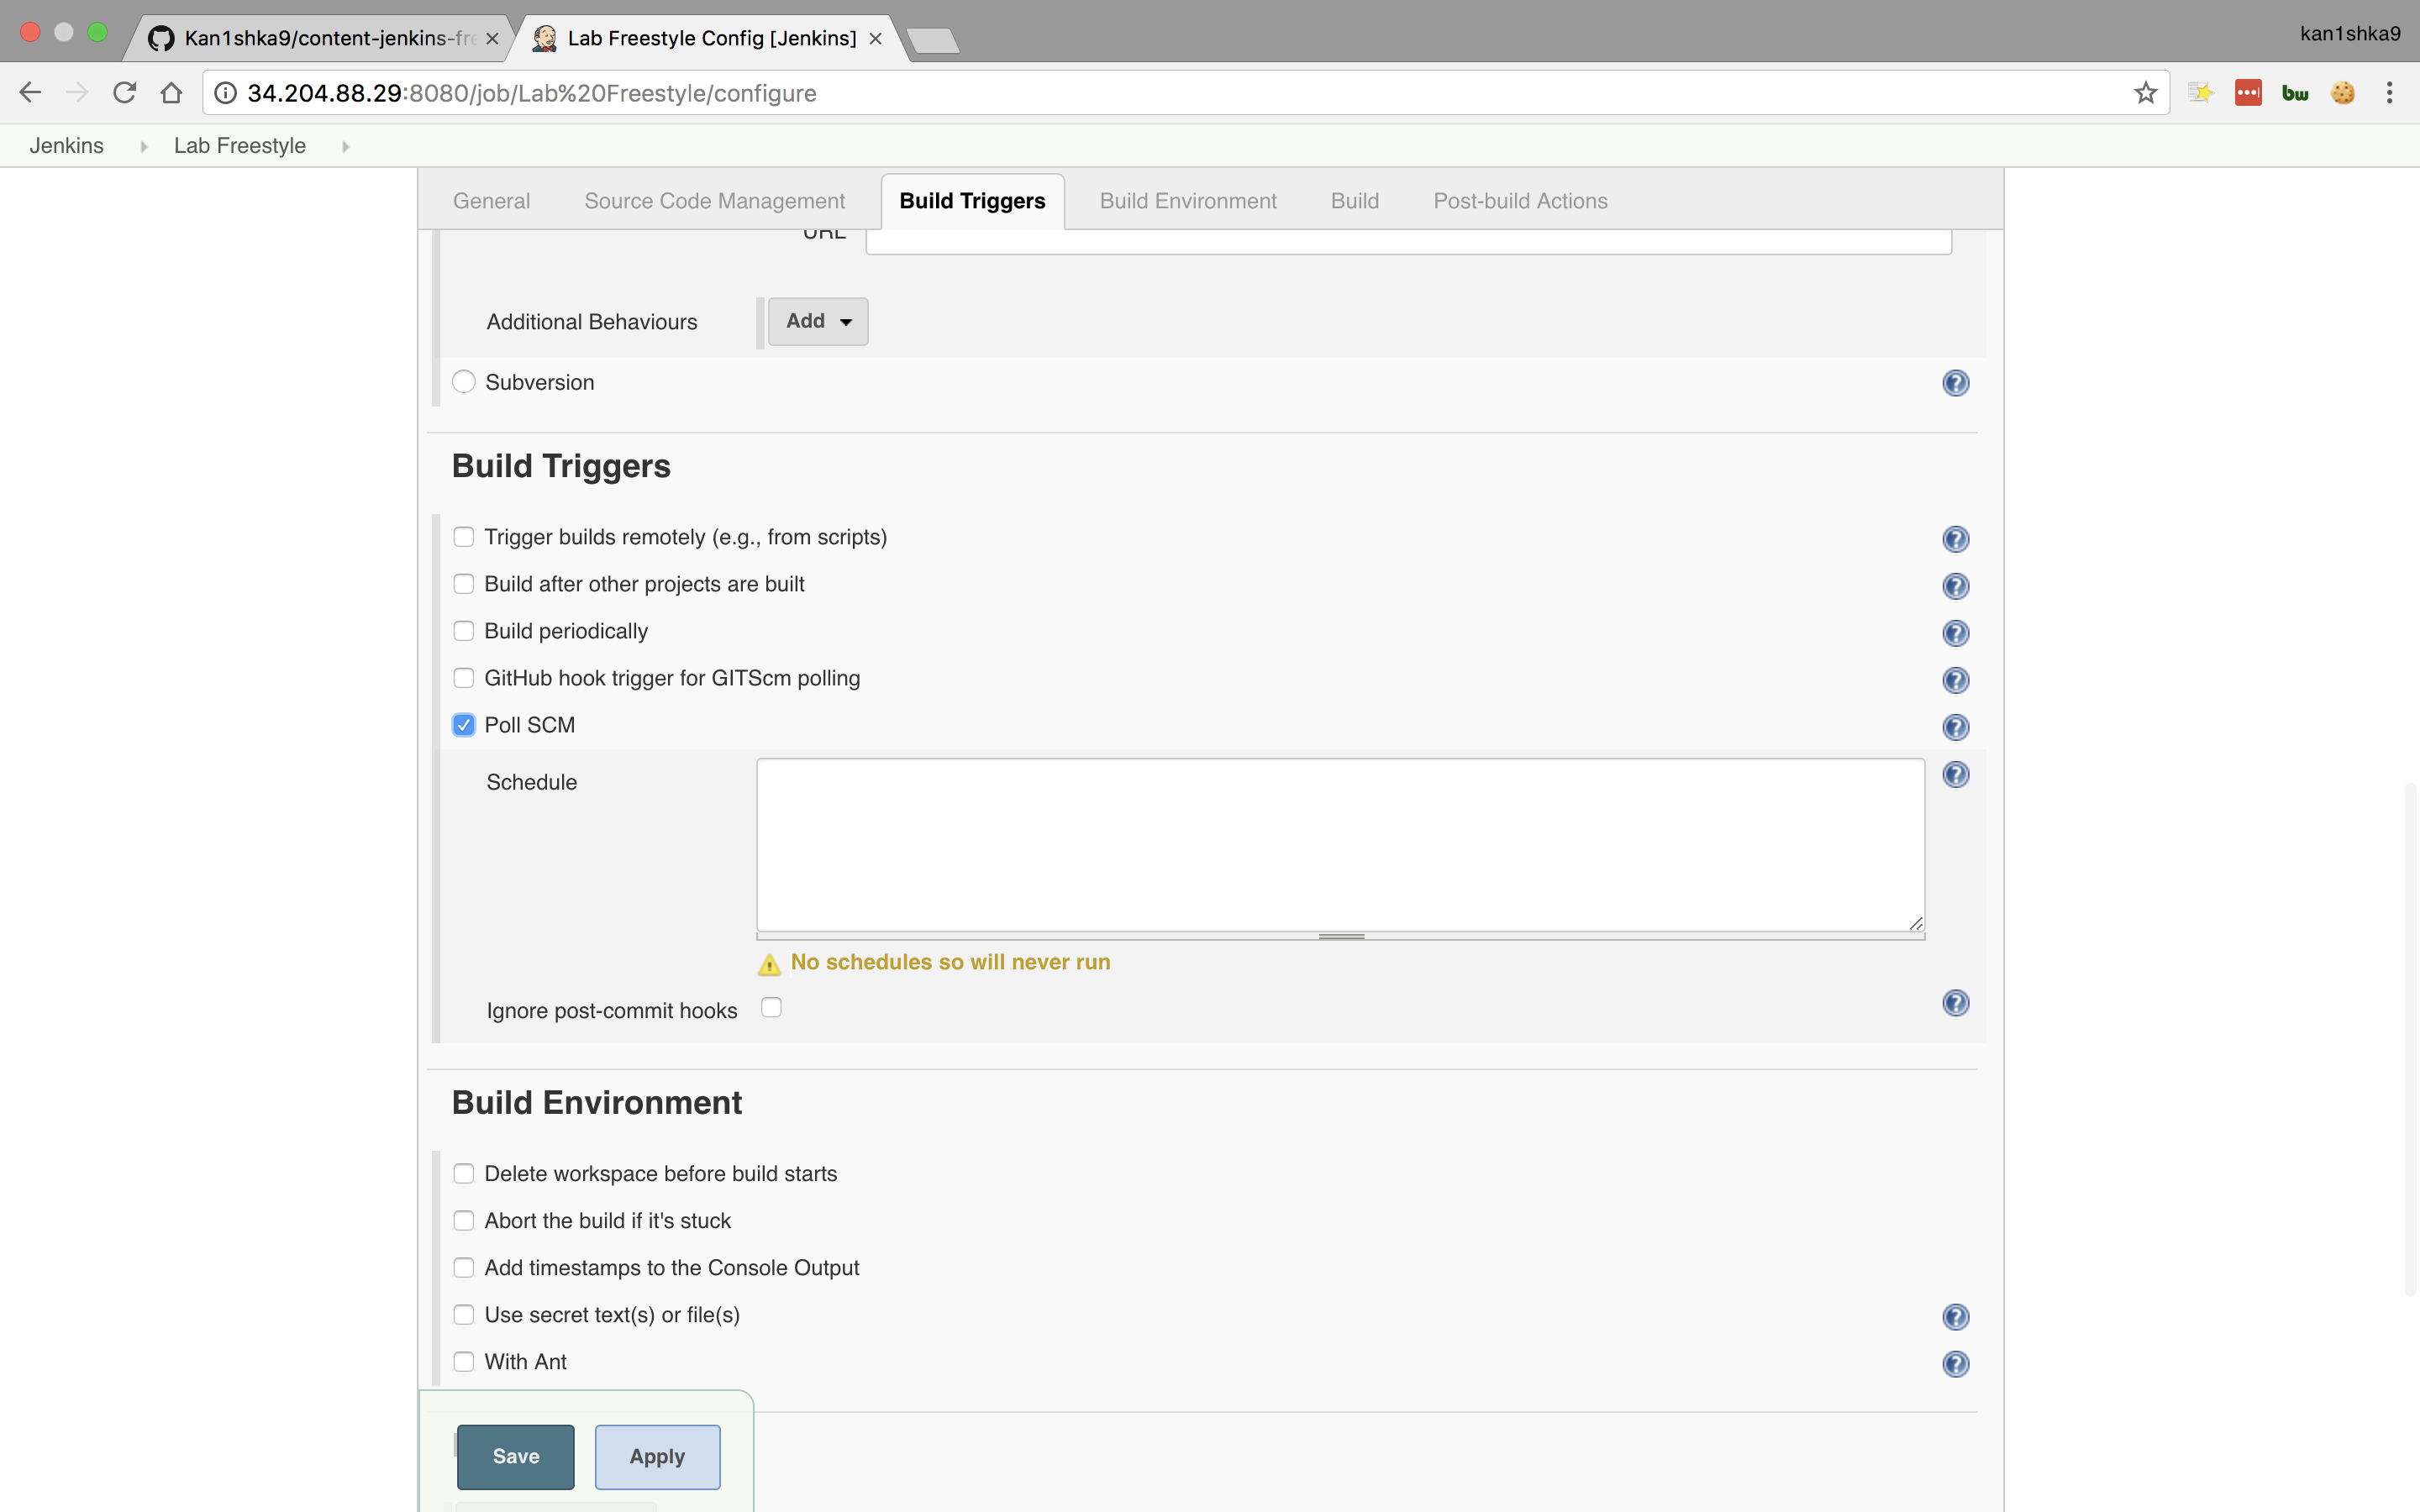 Kan1shka9/content-jenkins-fre
Lab Freestyle Config [Jenkins]
kan1shka9
34.204.88.29:8080/job/Lab%20Freestyle/configure
bw
Jenkins
Lab Freestyle
General
Source Code Management
Build Triggers
Build Environment
Build
Post-build Actions
URL
Additional Behaviours
Add
Subversion
Build Triggers
Trigger builds remotely (e.g., from scripts)
Build after other projects are built
Build periodically
GitHub hook trigger for GITScm polling
Poll SCM
Schedule
No schedules so will never run
Ignore post-commit hooks
Build Environment
Delete workspace before build starts
Abort the build if it's stuck
Add timestamps to the Console Output
Use secret text(s) or file(s)
With Ant
Save
Apply